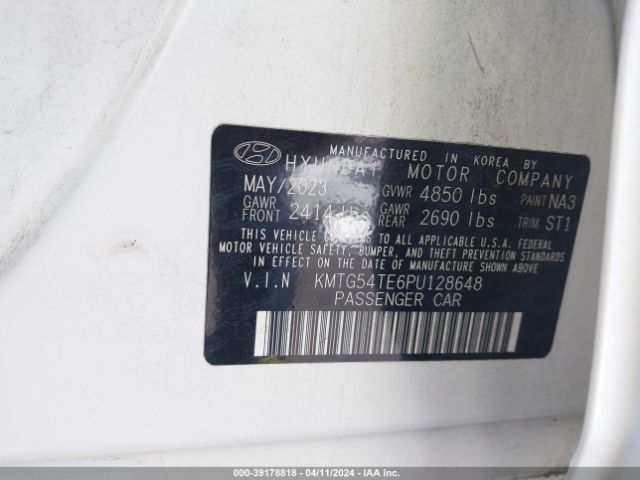 MANUFACTURED IN KOREA BY
HYUNDAI MOTOR COMPANY
MAY/2023 GVWR 4850 lbs PAINT NA3
GAWR FRONT 2414 lbs GAWR REAR 2690 lbs TRIM ST1
THIS VEHICLE CONFORMS TO ALL APPLICABLE U.S.A. FEDERAL
MOTOR VEHICLE SAFETY, BUMPER, AND THEFT PREVENTION STANDARDS
IN EFFECT ON THE DATE OF MANUFACTURE SHOWN ABOVE.
V.I.N KMTG54TE6PU128648
PASSENGER CAR
000-39178818 - 04/11/2024 - IAA Inc.